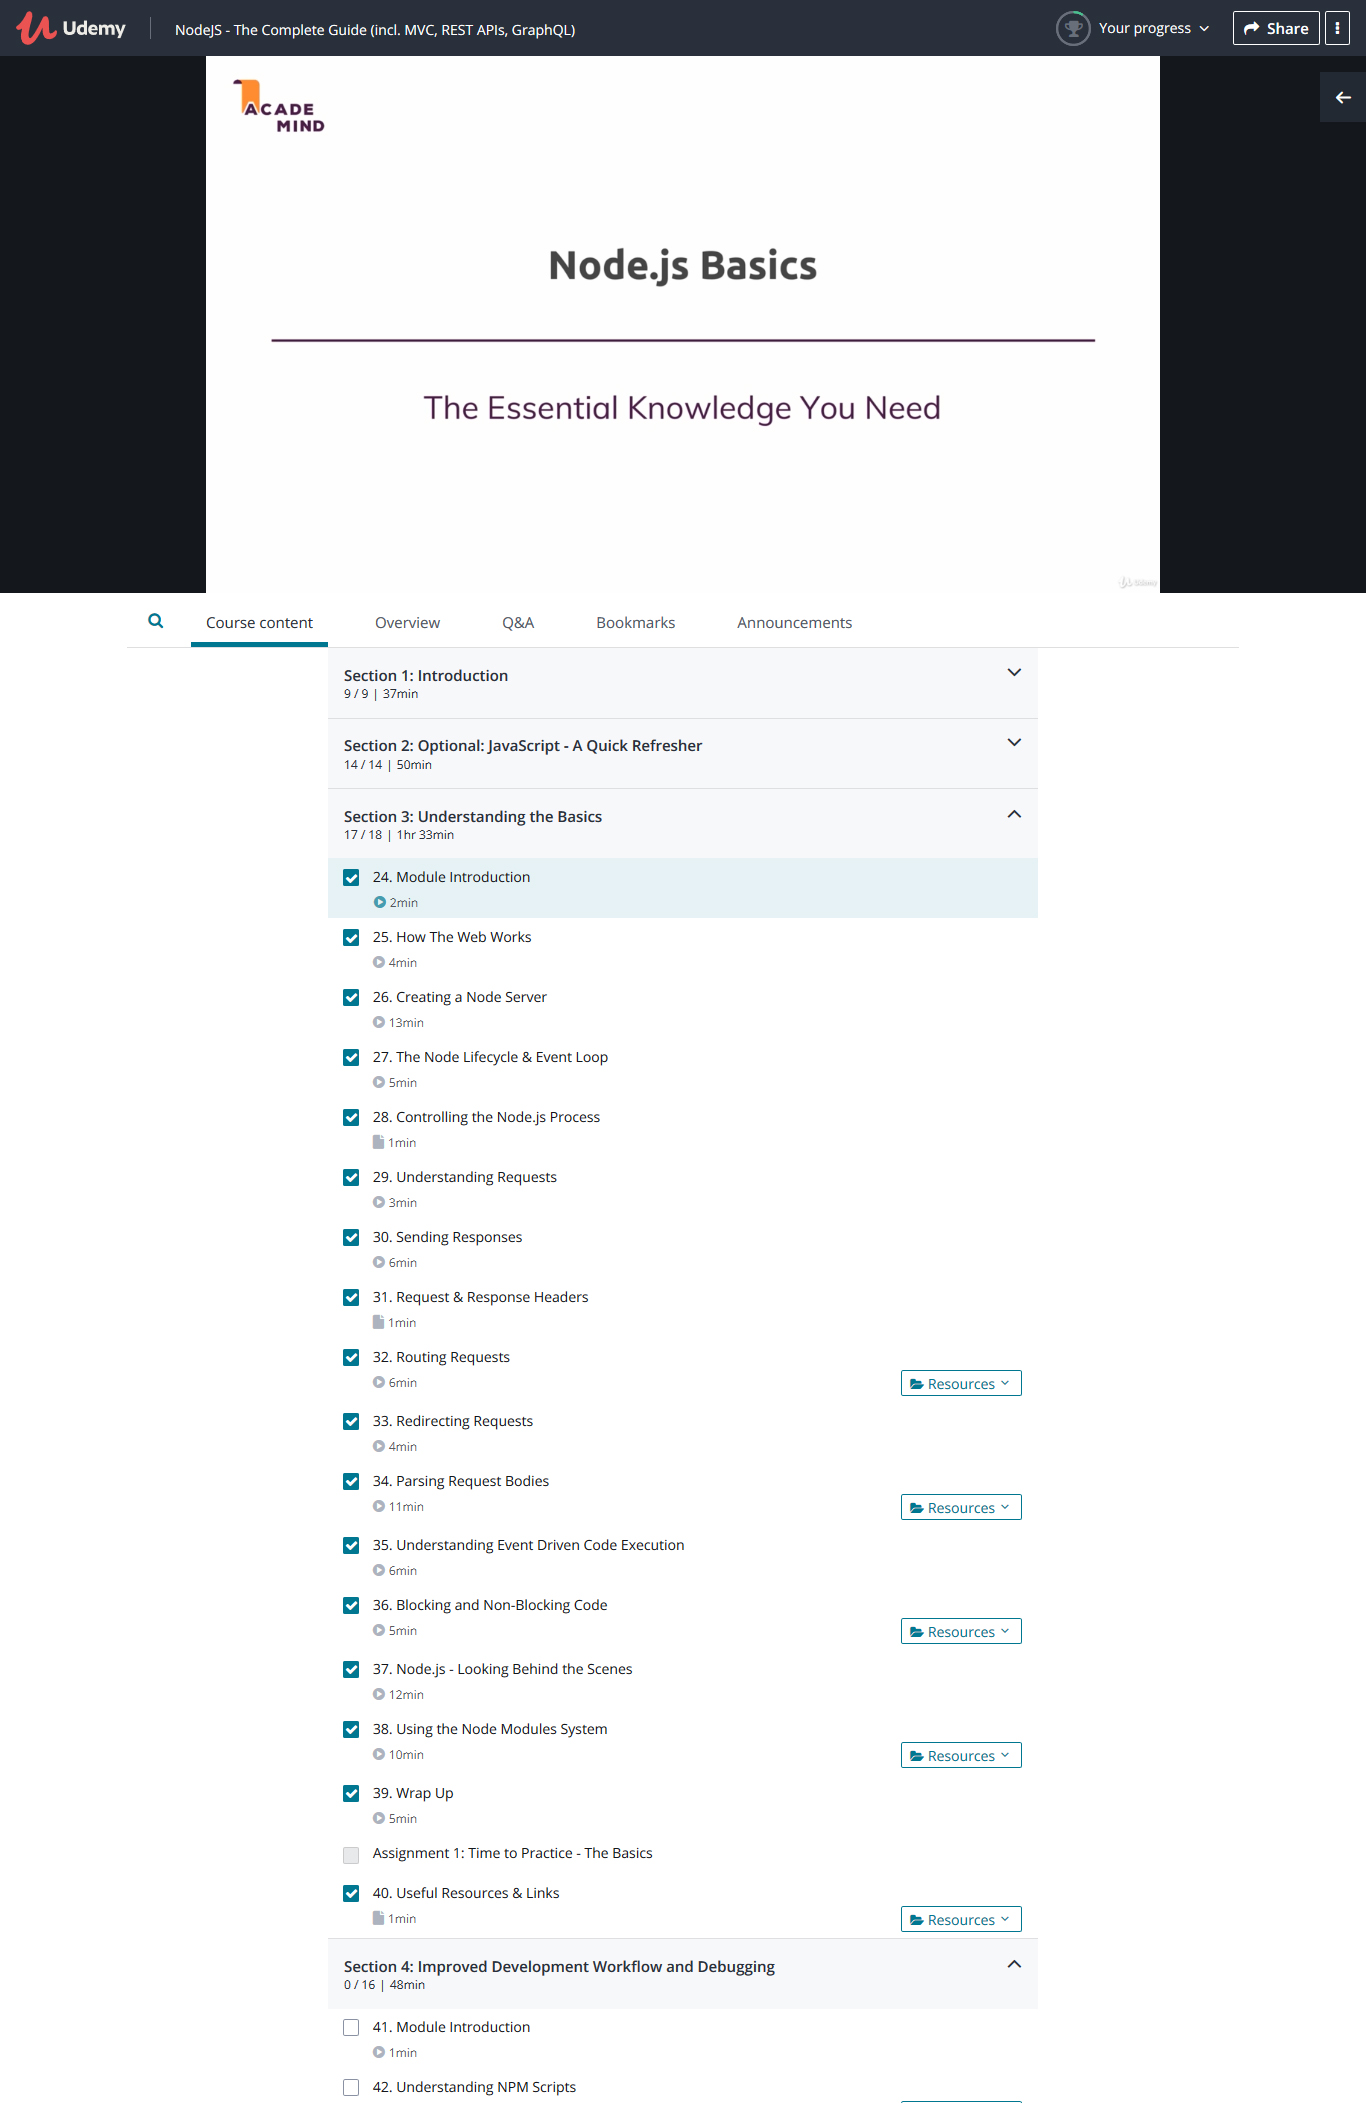 Udemy
NodeJS - The Complete Guide (incl. MVC, REST APIs, GraphQL)
Your progress
Share
ACADE
MIND
Node.js Basics
The Essential Knowledge You Need
Udemy
Course content
Overview
Q&A
Bookmarks
Announcements
Section 1: Introduction
9 / 9 | 37min
Section 2: Optional: JavaScript - A Quick Refresher
14 / 14 | 50min
Section 3: Understanding the Basics
17 / 18 | 1hr 33min
24. Module Introduction
2min
25. How The Web Works
4min
26. Creating a Node Server
13min
27. The Node Lifecycle & Event Loop
5min
28. Controlling the Node.js Process
1min
29. Understanding Requests
3min
30. Sending Responses
6min
31. Request & Response Headers
1min
32. Routing Requests
6min
Resources
33. Redirecting Requests
4min
34. Parsing Request Bodies
11min
Resources
35. Understanding Event Driven Code Execution
6min
36. Blocking and Non-Blocking Code
5min
Resources
37. Node.js - Looking Behind the Scenes
12min
38. Using the Node Modules System
10min
Resources
39. Wrap Up
5min
Assignment 1: Time to Practice - The Basics
40. Useful Resources & Links
1min
Resources
Section 4: Improved Development Workflow and Debugging
0 / 16 | 48min
41. Module Introduction
1min
42. Understanding NPM Scripts